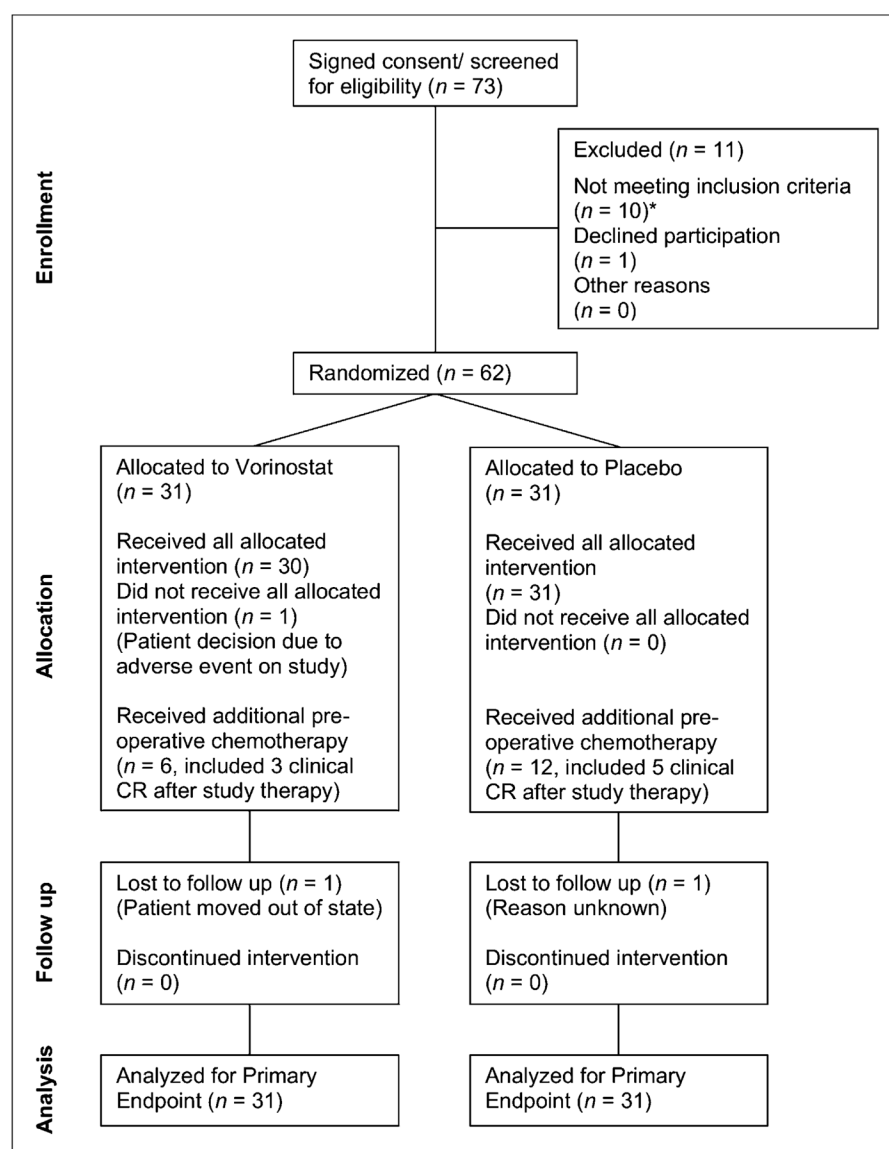 Signed consent/ screened
for eligibility (n = 73)
Enrollment
Excluded (n = 11)
Not meeting inclusion criteria
(n = 10)*
Declined participation
(n = 1)
Other reasons
(n = 0)
Randomized (n = 62)
Allocation
Allocated to Vorinostat
(n = 31)
Received all allocated
intervention (n = 30)
Did not receive all allocated
intervention (n = 1)
(Patient decision due to
adverse event on study)
Received additional pre-
operative chemotherapy
(n = 6, included 3 clinical
CR after study therapy)
Allocated to Placebo
(n = 31)
Received all allocated
intervention
(n = 31)
Did not receive all allocated
intervention (n = 0)
Received additional pre-
operative chemotherapy
(n = 12, included 5 clinical
CR after study therapy)
Follow up
Lost to follow up (n = 1)
(Patient moved out of state)
Discontinued intervention
(n = 0)
Lost to follow up (n = 1)
(Reason unknown)
Discontinued intervention
(n = 0)
Analysis
Analyzed for Primary
Endpoint (n = 31)
Analyzed for Primary
Endpoint (n = 31)